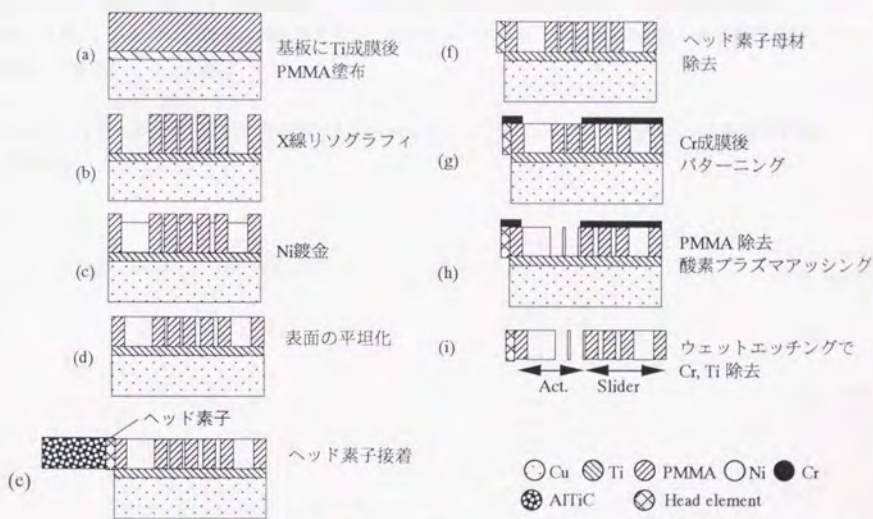 (a)
基板にTi成膜後
PMMA塗布
(b)
X線リソグラフィ
(c)
Ni鍍金
(d)
表面の平坦化
ヘッド素子
(e)
ヘッド素子接着
(f)
ヘッド素子母材
除去
(g)
Cr成膜後
パターニング
(h)
PMMA 除去
酸素プラズマアッシング
(i)
ウェットエッチングで
Cr, Ti 除去
Act. Slider
Cu Ti PMMA Ni Cr
AlTiC Head element